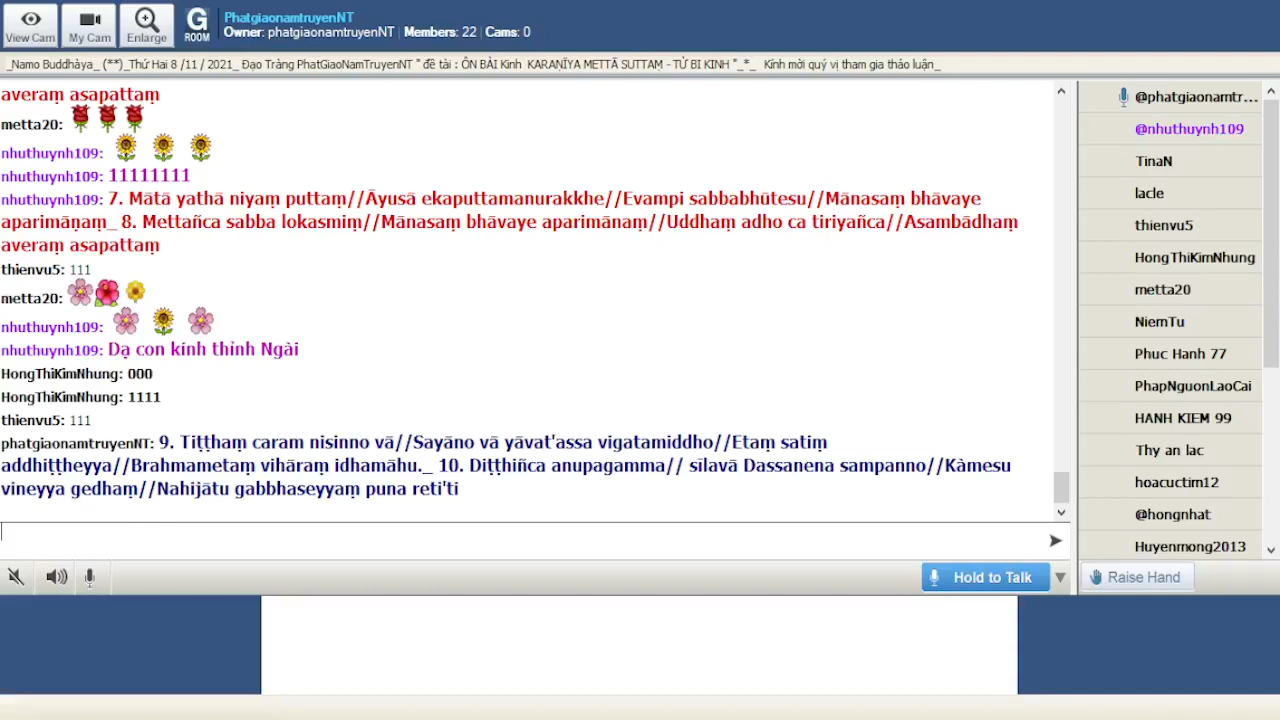 PhatgiaonamtruyenNT
Owner: phatgiaonamtruyenNT | Members: 22 | Cams: 0
View Cam
My Cam
Enlarge
G
ROOM
_Namo Buddhàya_ (**)_Thứ Hai 8 /11 / 2021_ Đạo Tràng PhatGiaoNamTruyenNT " đề tài : ÔN BÀI Kinh KARAṆĪYA METTĀ SUTTAṂ - TỪ BI KINH "_*_ Kính mời quý vị tham gia thảo luận_
averaṃ asapattaṃ
metta20:
nhuthuynh109:
nhuthuynh109: 11111111
nhuthuynh109: 7. Mātā yathā niyaṃ puttaṃ//Āyusā ekaputtamanurakkhe//Evampi sabbabhūtesu//Mānasaṃ bhāvaye
aparimāṇaṃ_ 8. Mettañca sabba lokasmiṃ//Mānasaṃ bhāvaye aparimānaṃ//Uddhaṃ adho ca tiriyañca//Asambādhaṃ
averaṃ asapattaṃ
thienvu5: 111
metta20:
nhuthuynh109:
nhuthuynh109: Dạ con kính thỉnh Ngài
HongThiKimNhung: 000
HongThiKimNhung: 1111
thienvu5: 111
phatgiaonamtruyenNT: 9. Tiṭṭhaṃ caram nisinno vā//Sayāno vā yāvat'assa vigatamiddho//Etaṃ satiṃ
addhiṭṭheyya//Brahmametaṃ vihāraṃ idhamāhu._ 10. Diṭṭhiñca anupagamma// sīlavā Dassanena sampanno//Kàmesu
vineyya gedhaṃ//Nahijātu gabbhaseyyaṃ puna reti'ti
@phatgiaonamtr...
@nhuthuynh109
TinaN
lacle
thienvu5
HongThiKimNhung
metta20
NiemTu
Phuc Hanh 77
PhapNguonLaoCai
HANH KIEM 99
Thy an lac
hoacuctim12
@hongnhat
Huyenmong2013
Hold to Talk
Raise Hand